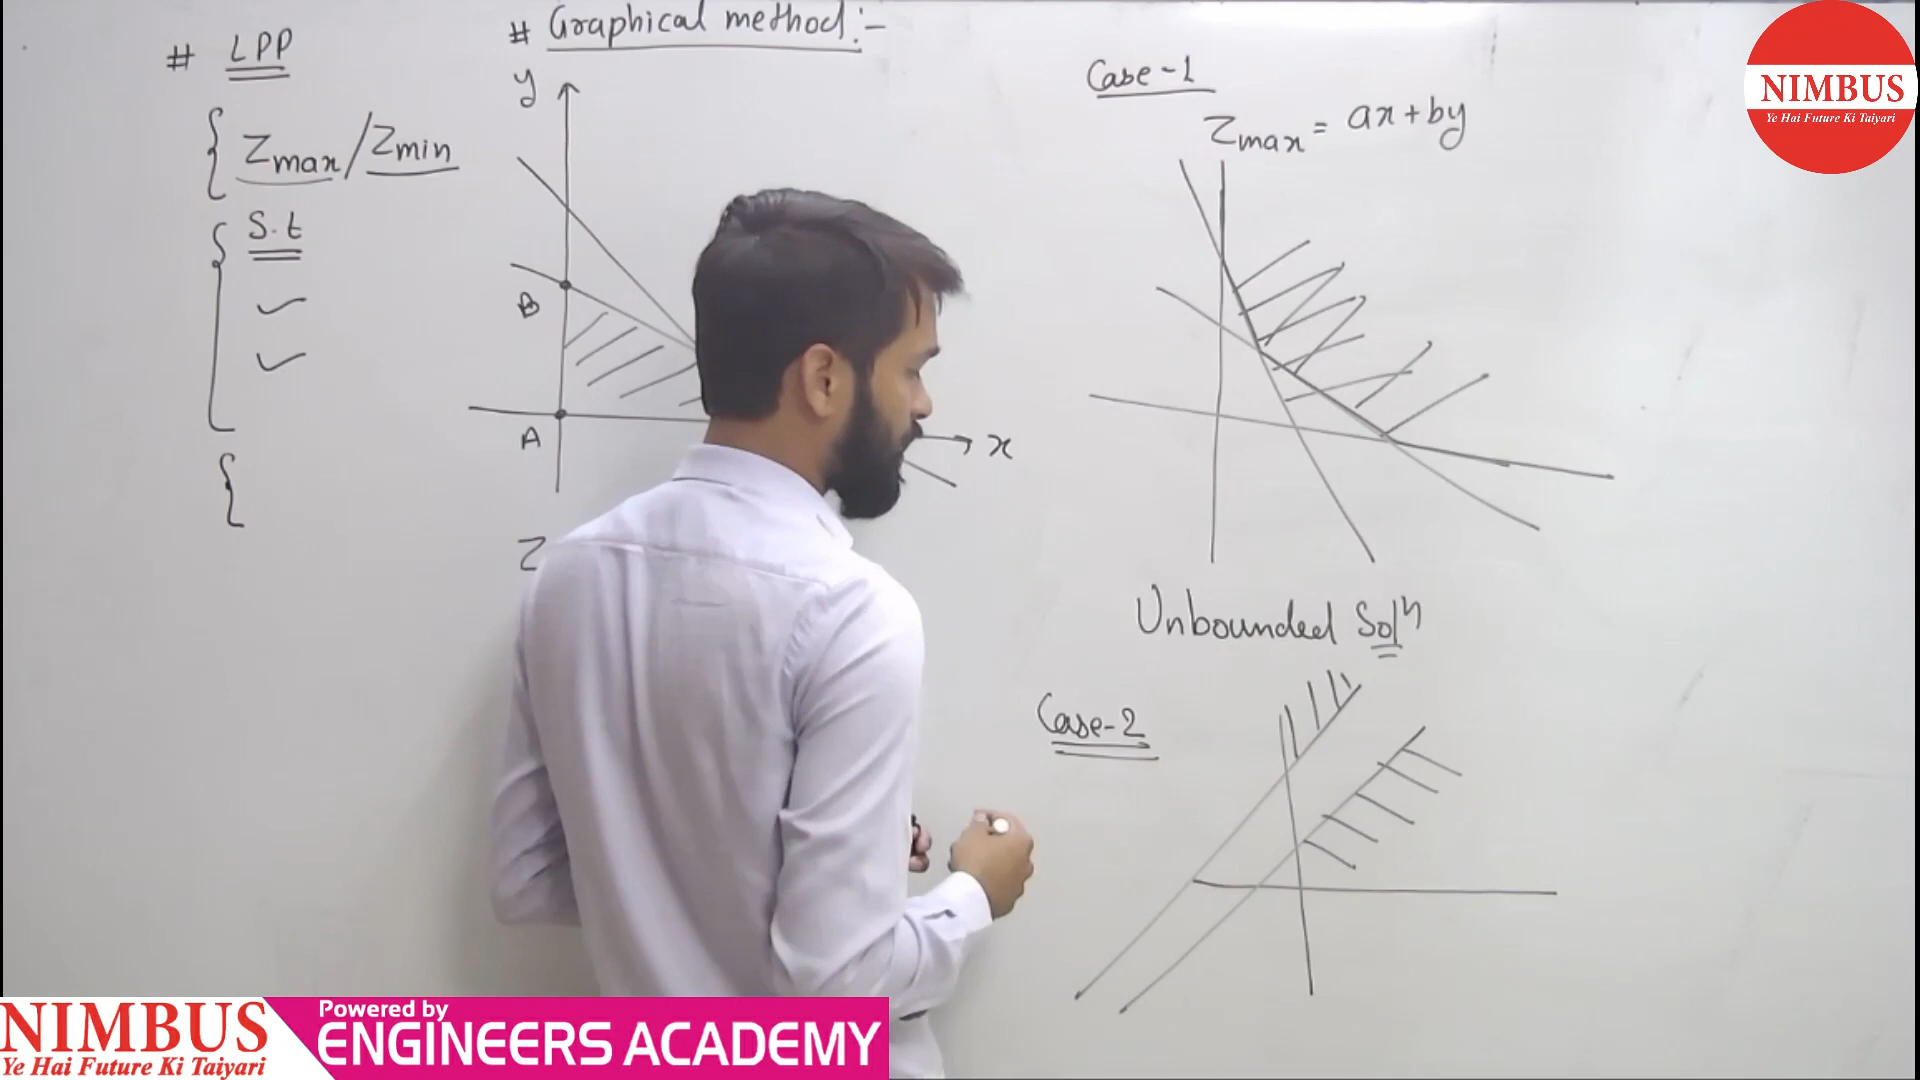 # LPP
Zmax/Zmin
S.t
# Graphical method:-
y
B
A
x
Z
Case-1
Zmax = ax+by
Unbounded Solⁿ
Case-2
NIMBUS
Ye Hai Future Ki Taiyari
NIMBUS
Ye Hai Future Ki Taiyari
Powered by
ENGINEERS ACADEMY